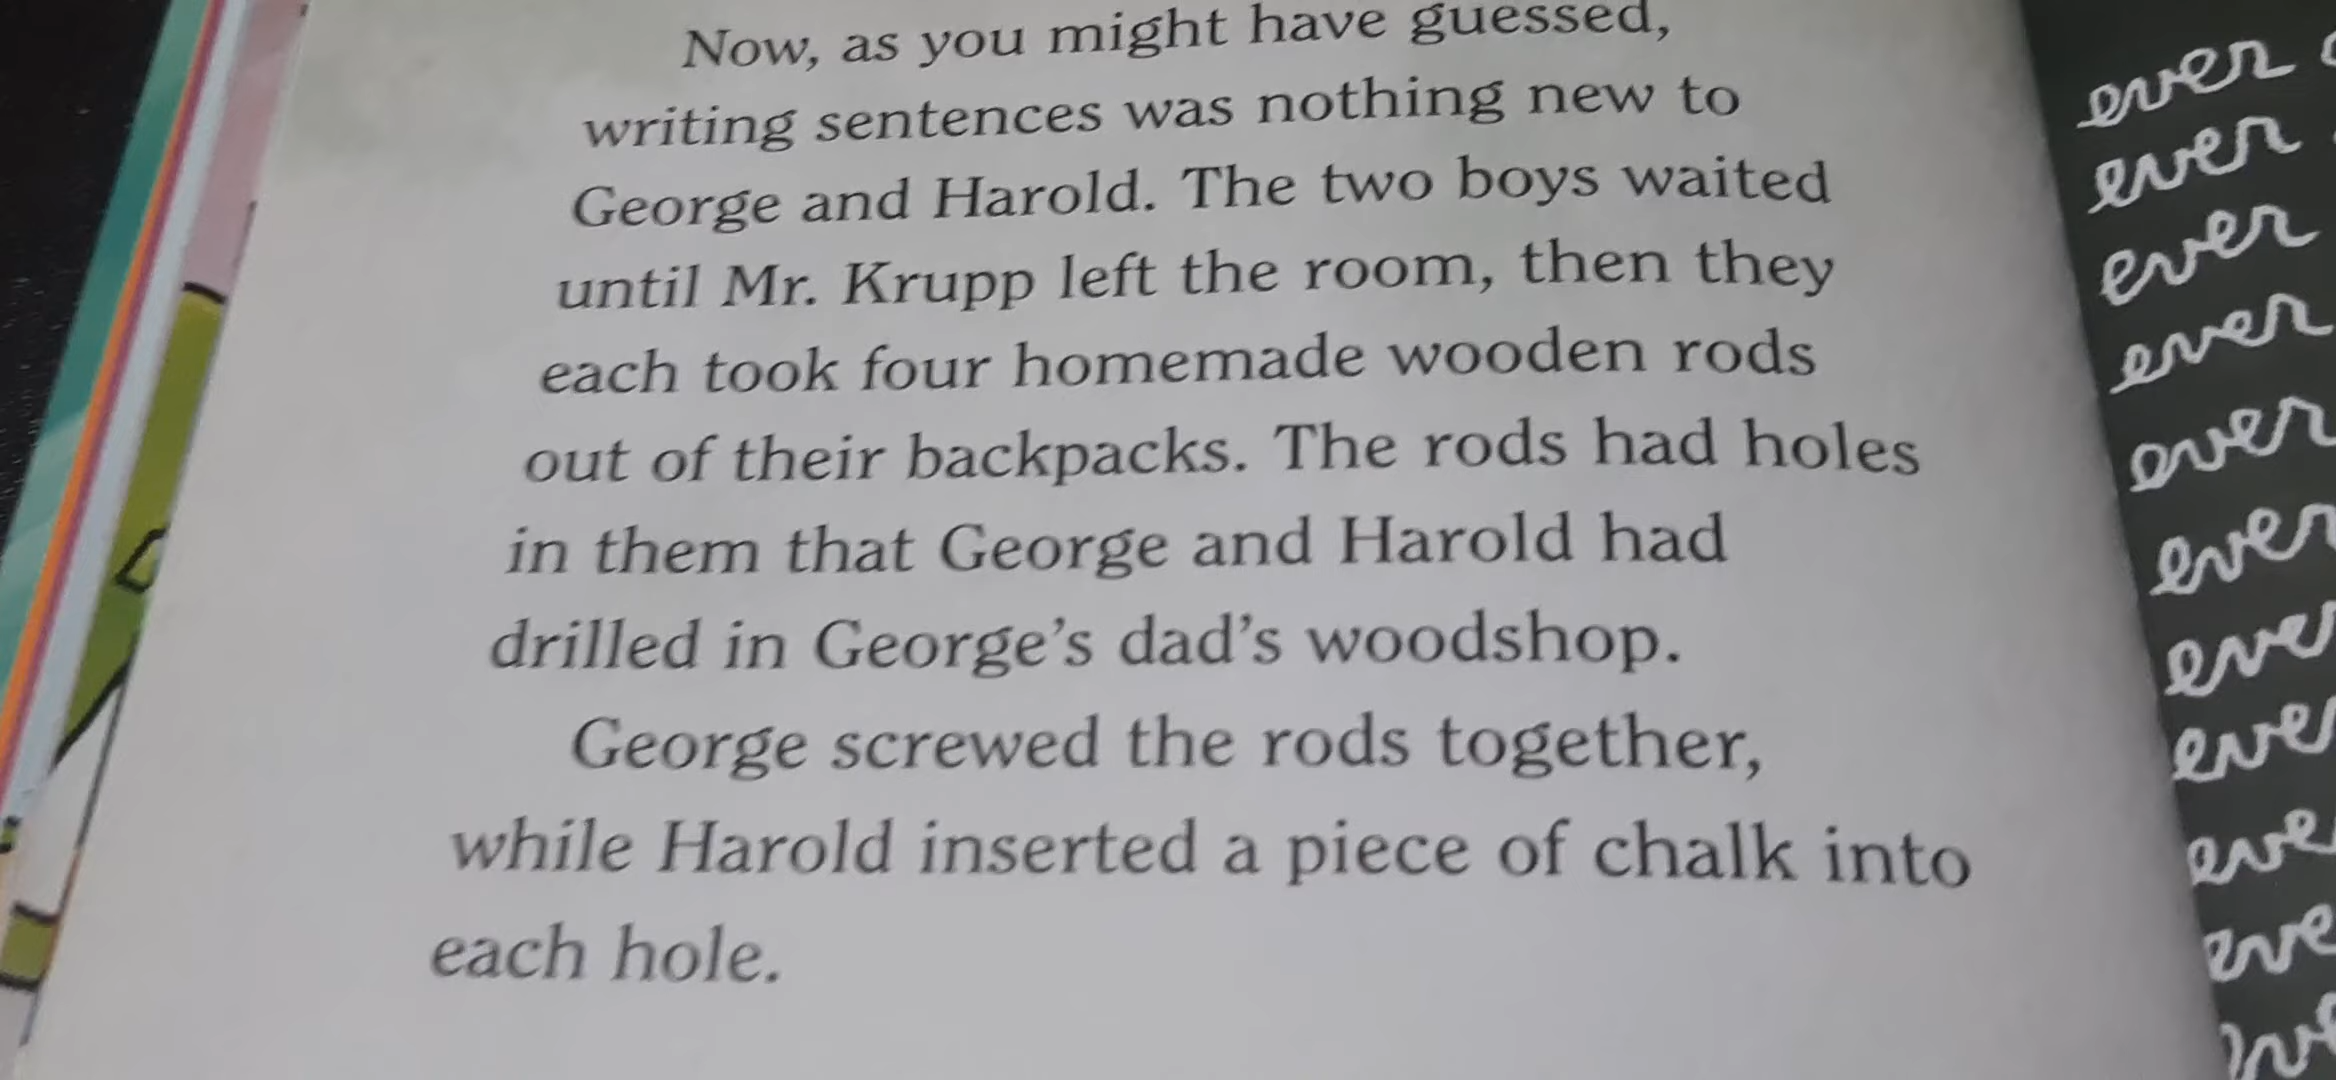 Now, as you might have guessed,
writing sentences was nothing new to
George and Harold. The two boys waited
until Mr. Krupp left the room, then they
each took four homemade wooden rods
out of their backpacks. The rods had holes
in them that George and Harold had
drilled in George’s dad’s woodshop.
George screwed the rods together,
while Harold inserted a piece of chalk into
each hole.
ever
ever
ever
ever
ever
ever
eve
eve
eve
eve